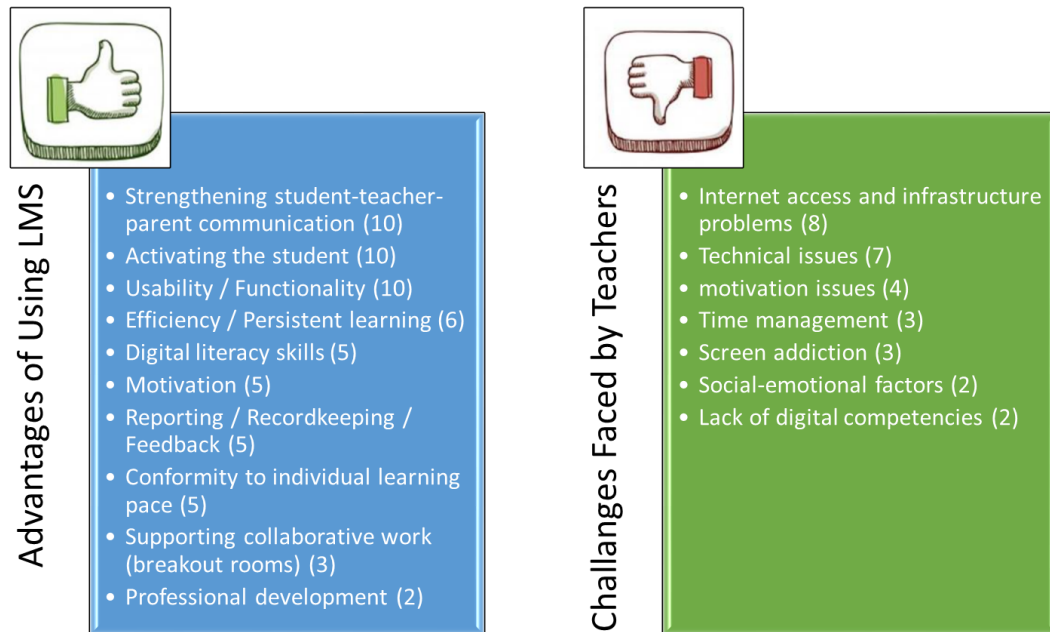 Advantages of Using LMS
• Strengthening student-teacher-
parent communication (10)
• Activating the student (10)
• Usability / Functionality (10)
• Efficiency / Persistent learning (6)
• Digital literacy skills (5)
• Motivation (5)
• Reporting / Recordkeeping /
Feedback (5)
• Conformity to individual learning
pace (5)
• Supporting collaborative work
(breakout rooms) (3)
• Professional development (2)
Challanges Faced by Teachers
• Internet access and infrastructure
problems (8)
• Technical issues (7)
• motivation issues (4)
• Time management (3)
• Screen addiction (3)
• Social-emotional factors (2)
• Lack of digital competencies (2)